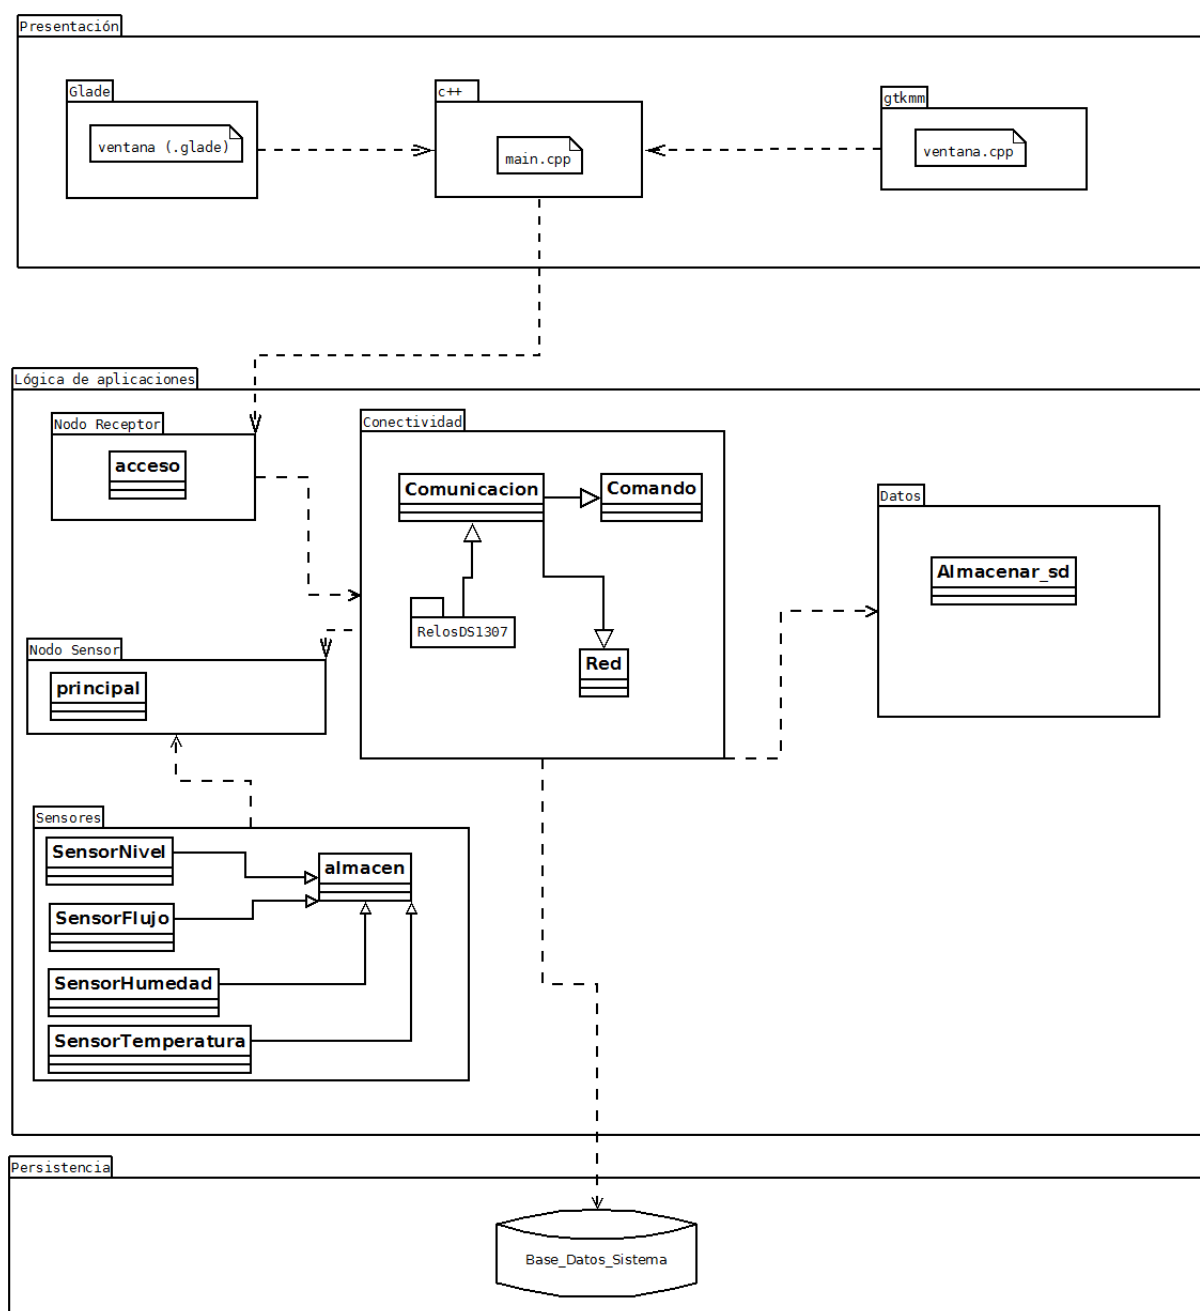 Presentación
Glade
ventana (.glade)
c++
main.cpp
gtkmm
ventana.cpp
Lógica de aplicaciones
Nodo Receptor
acceso
Conectividad
Comunicacion
Comando
RelosDS1307
Red
Datos
Almacenar_sd
Nodo Sensor
principal
Sensores
SensorNivel
almacen
SensorFlujo
SensorHumedad
SensorTemperatura
Persistencia
Base_Datos_Sistema